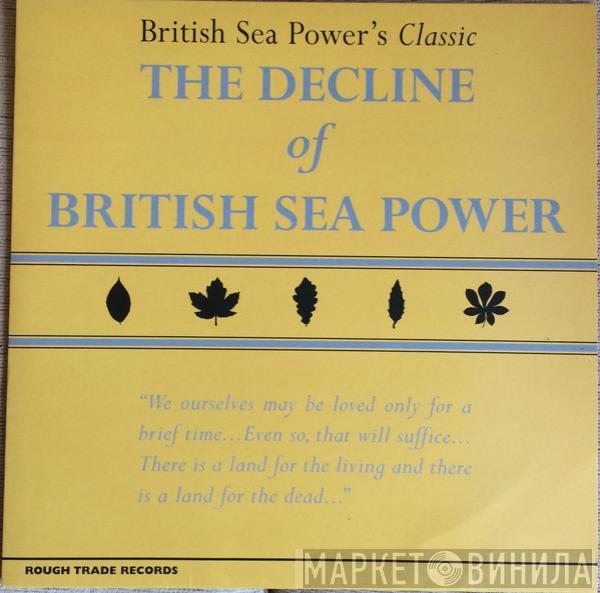 British Sea Power's Classic
THE DECLINE
of
BRITISH SEA POWER
“We ourselves may be loved only for a
brief time...Even so, that will suffice...
There is a land for the living and there
is a land for the dead...”
ROUGH TRADE RECORDS
МАРКЕТ ВИНИЛА